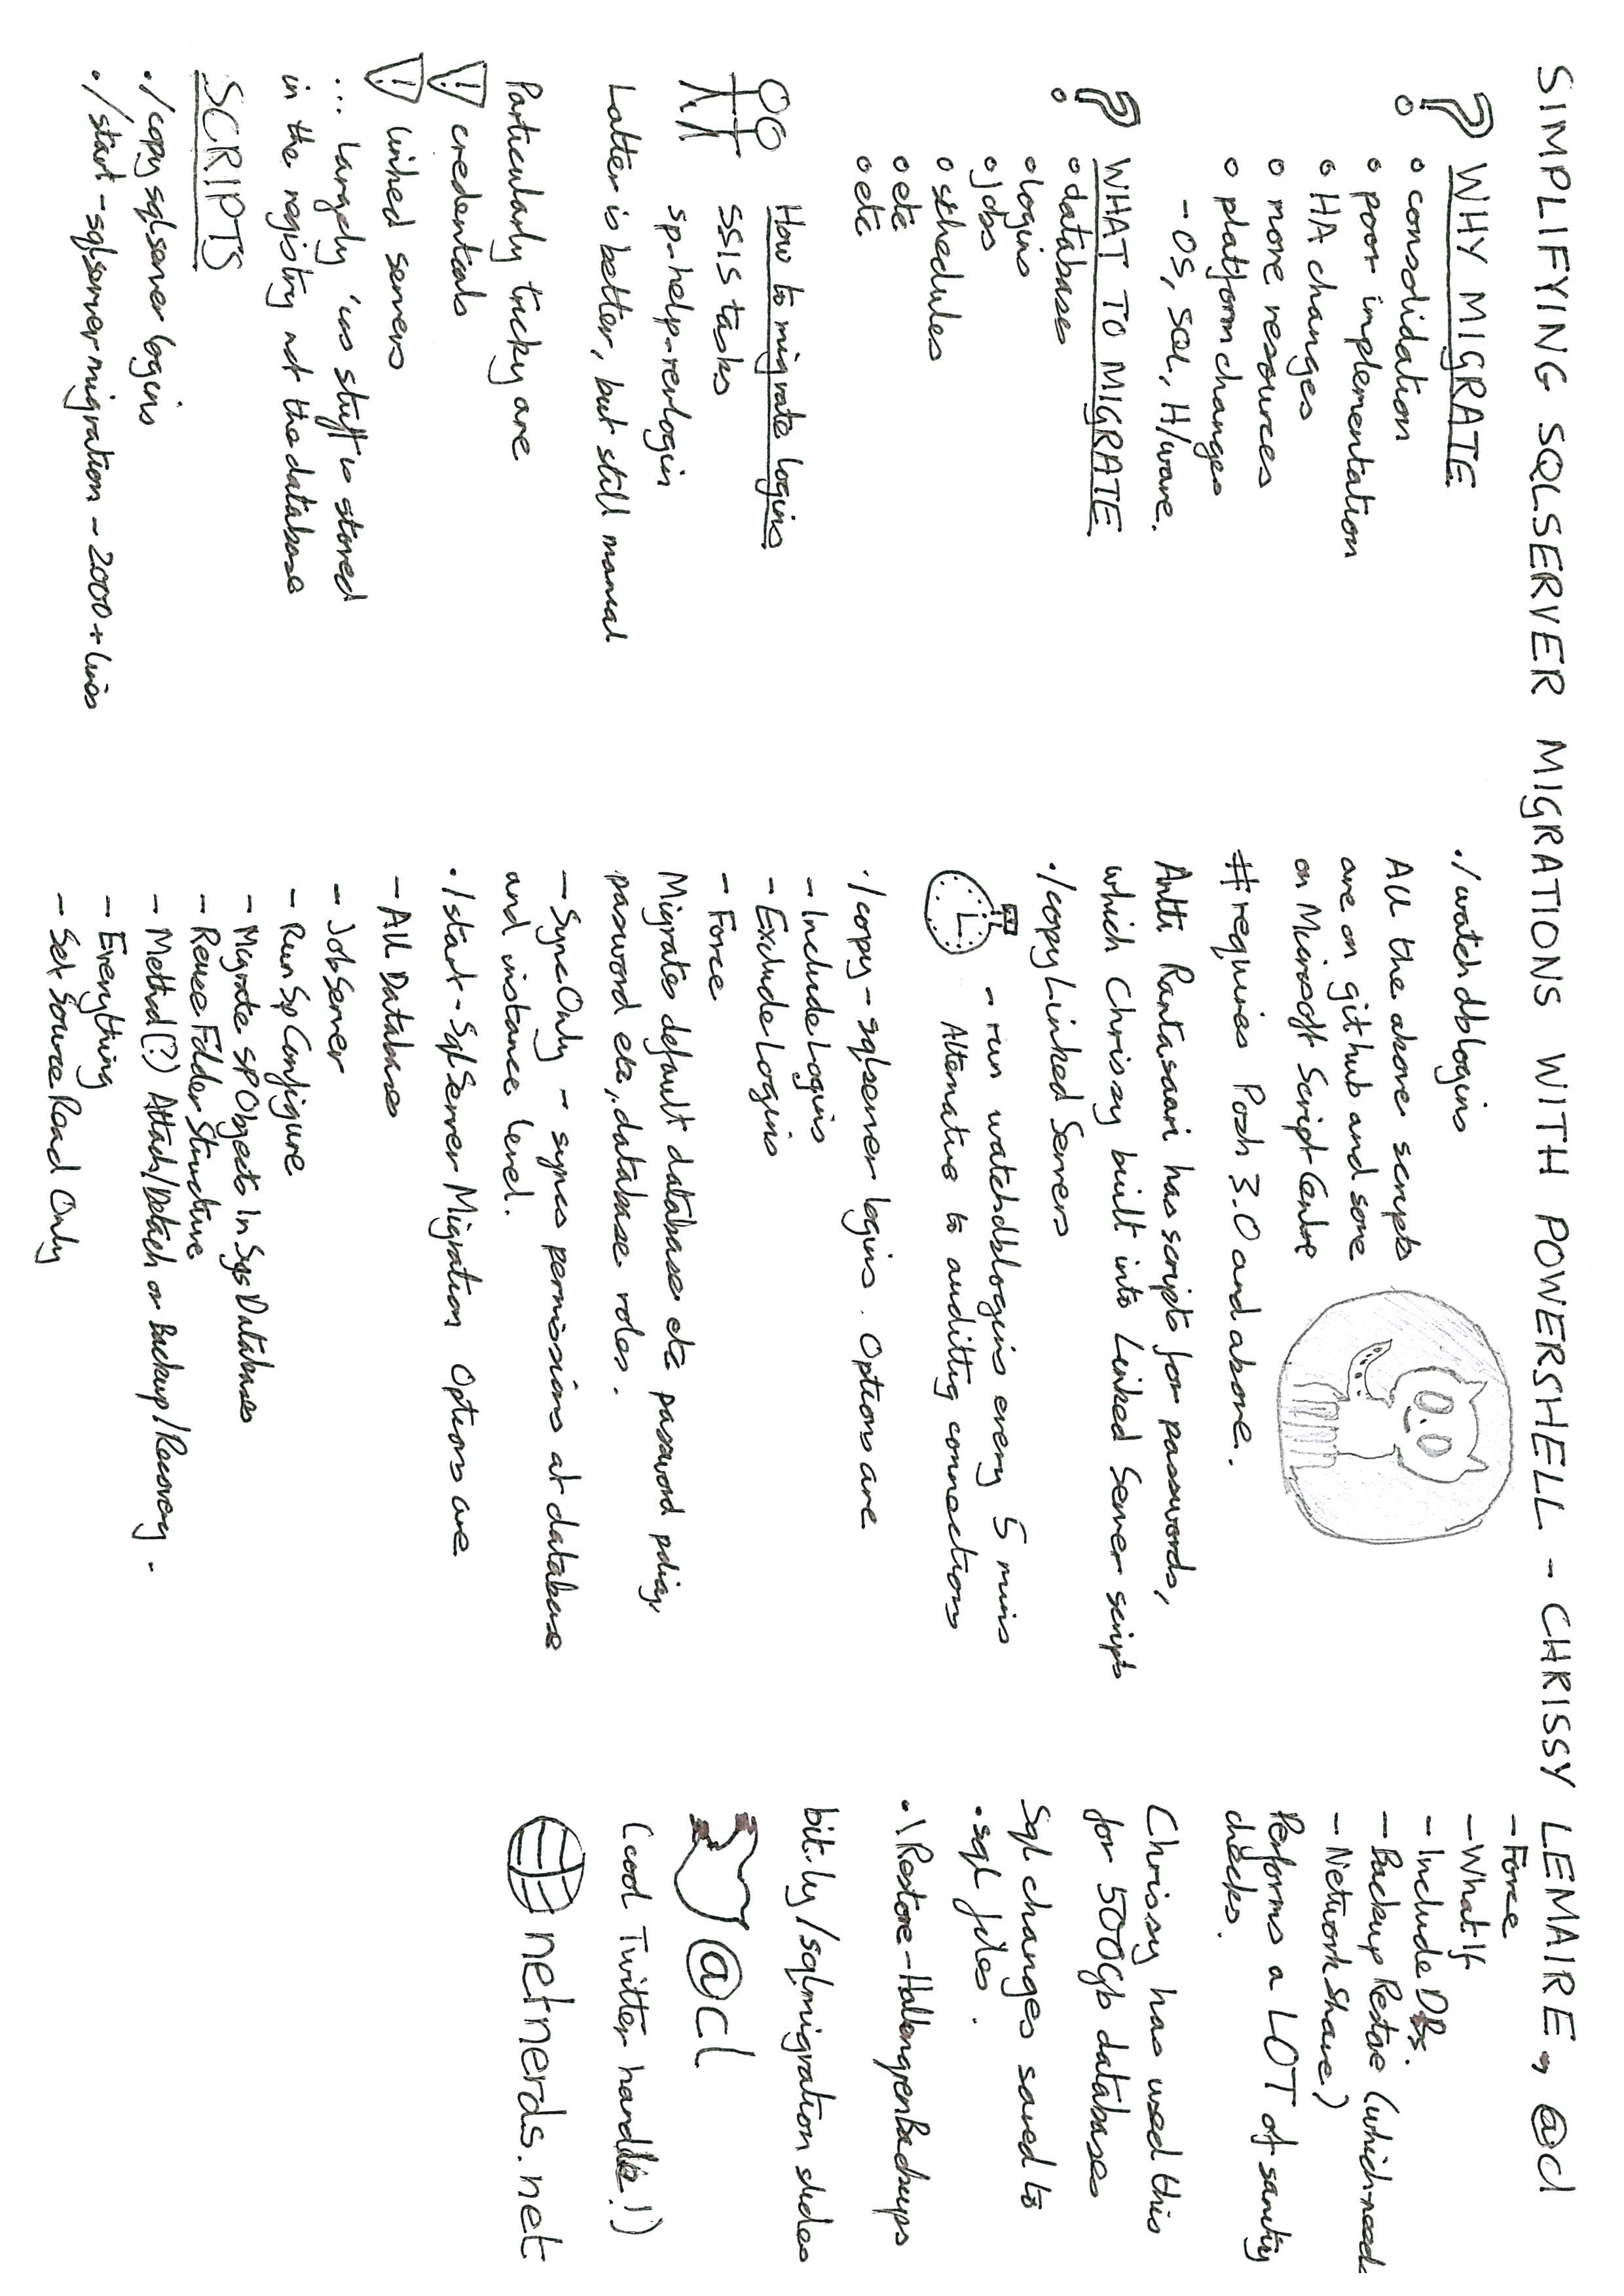 SIMPLIFYING SQLSERVER MIGRATIONS WITH POWERSHELL - CHRISSY LEMAIRE, @cl
? WHY MIGRATE
o consolidation
o poor implementation
o HA changes
o more resources
o platform changes
- OS, SQL, H/ware.
? WHAT TO MIGRATE
o databases
o logins
o jobs
o schedules
o etc
o etc
How to migrate logins
SSIS tasks
sp_help_revlogin
Latter is better, but still manual
Particularly tricky are
! credentials
! linked servers
... largely 'cos stuff is stored
in the registry not the database
SCRIPTS
./copy sqlserver logins
./start-sqlserver migration - 2000+ lines
./watch dblogins
All the above scripts
are on github and some
on Microsoft Script Centre
#requires Posh 3.0 and above.
Antti Rantasaari has scripts for passwords,
which Chrissy built into Linked Server scripts
./copy Linked Servers
- run watchdblogins every 5 mins
Alternative to audittig connections
./copy-sqlserver logins. Options are
- Include Logins
- Exclude Logins
- Force
Migrates default database etc password policy,
pasword etc, database roles.
- SyncOnly - syncs permissions at database
and instance level.
./start-SqlServer Migration Options are
- All Databases
- JobServer
- Run Sp Configure
- Migrate SP Objects In Sys Databases
- Reuse Folder Structure
- Method(?) Attach/Detach or Backup/Recovery.
- Everything
- Set Source Read Only
- Force
- What If
- Include DBs.
- Backup Restore (which needs
- Network Share)
Performs a LOT of sanity
checks.
Chrissy has used this
for 500Gb databases
Sql changes saved to
.sql files.
.\Restore-HallengrenBackups
bit.ly/sqlmigration slides
@cl
(cool Twitter handle!)
netnerds.net